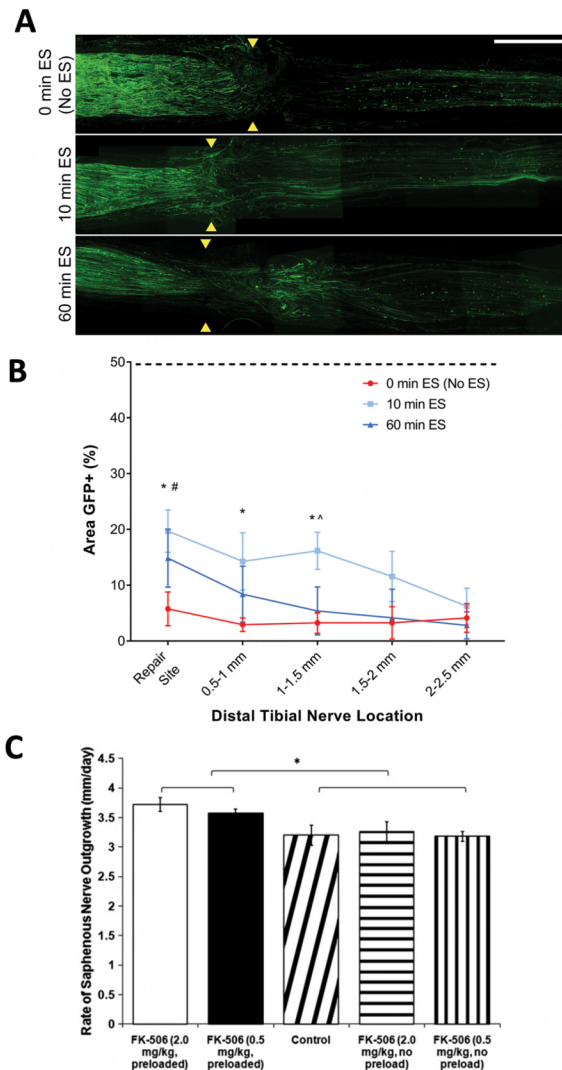 A
0 min ES
(No ES)
10 min ES
60 min ES
B
50
40
30
20
10
0
Area GFP+ (%)
0 min ES (No ES)
10 min ES
60 min ES
* #
*
* ^
Repair
Site
0.5-1 mm
1-1.5 mm
1.5-2 mm
2-2.5 mm
Distal Tibial Nerve Location
C
Rate of Saphenous Nerve Outgrowth (mm/day)
4.5
4
3.5
3
2.5
2
1.5
1
0.5
0
*
FK-506 (2.0
mg/kg,
preloaded)
FK-506 (0.5
mg/kg, preloaded)
Control
FK-506 (2.0
mg/kg, no
preload)
FK-506 (0.5
mg/kg, no
preload)